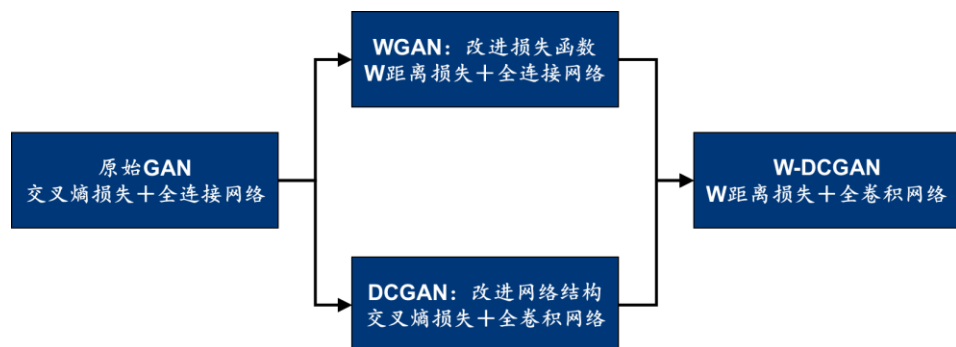 WGAN：改进损失函数
W距离损失＋全连接网络
原始GAN
交叉熵损失＋全连接网络
W-DCGAN
W距离损失＋全卷积网络
DCGAN：改进网络结构
交叉熵损失＋全卷积网络